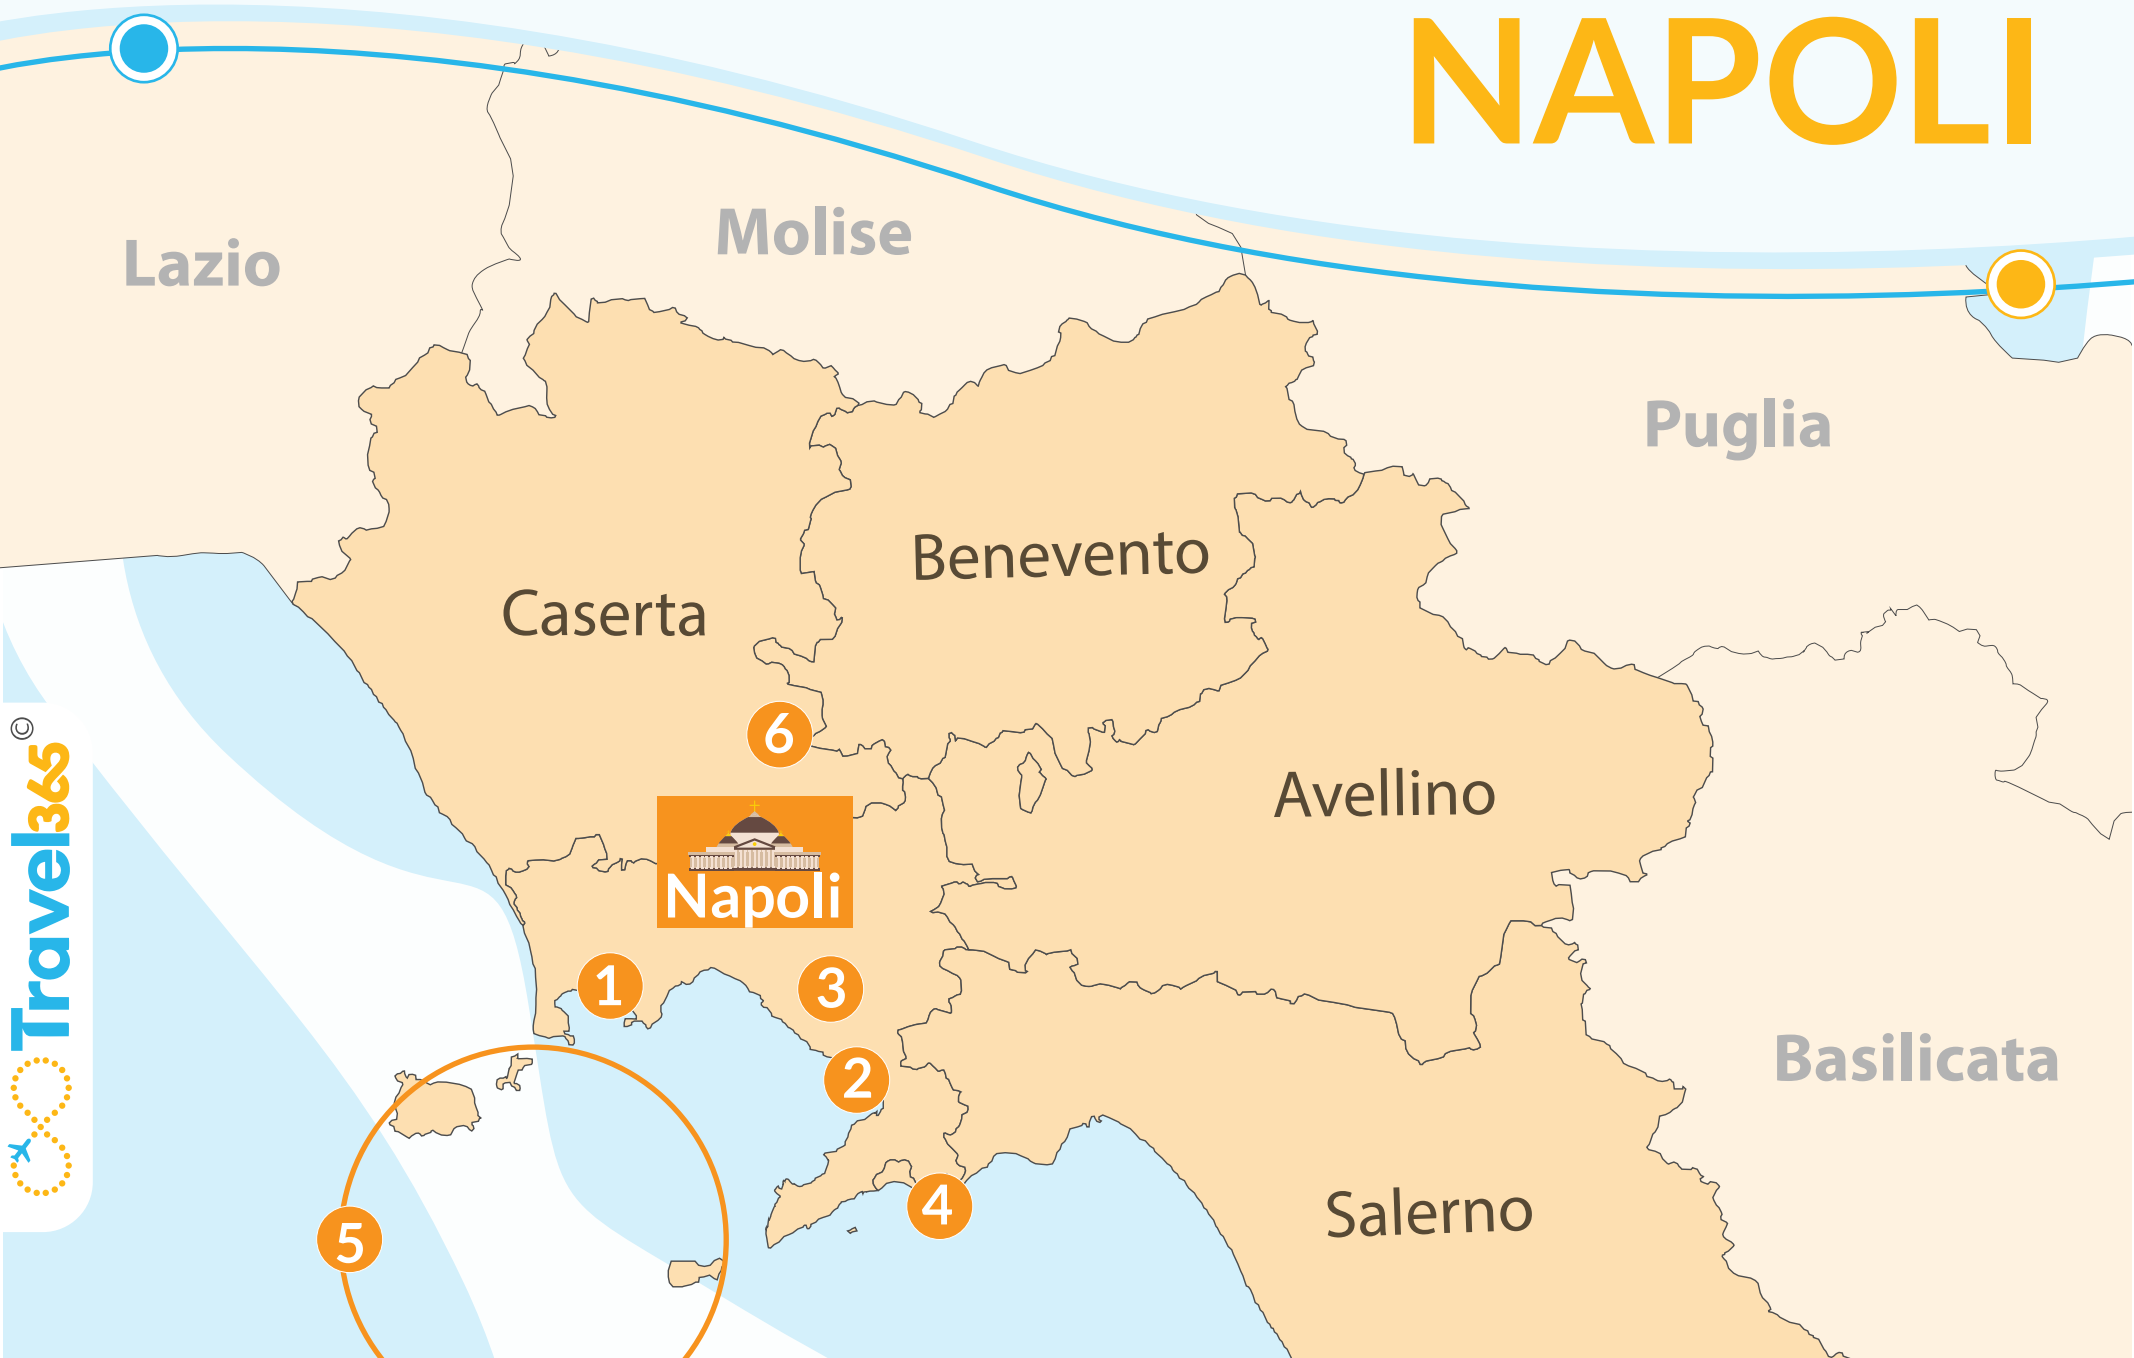 NAPOLI
Lazio
Molise
Puglia
Benevento
Caserta
6
Avellino
Napoli
1
3
2
Basilicata
4
Salerno
5
Travel365©